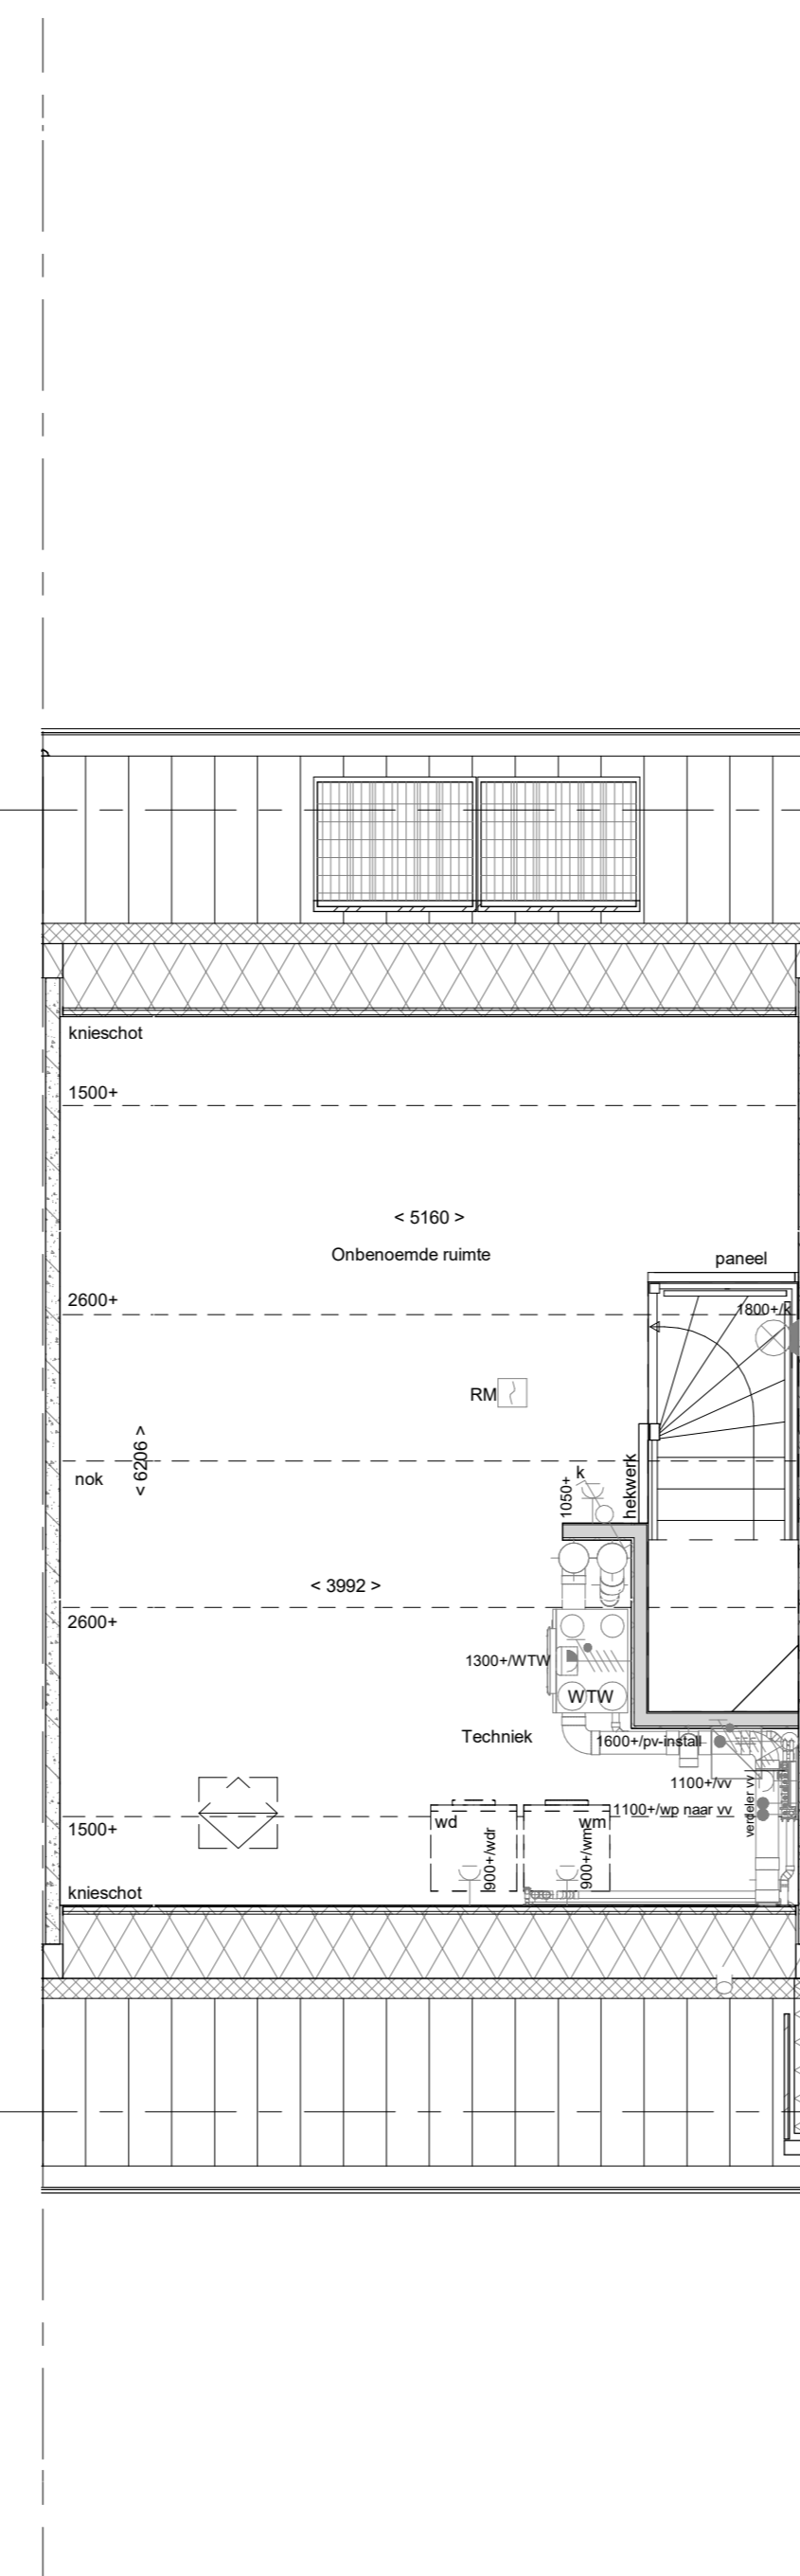 knieschot
1500+
< 5160 >
Onbenoemde ruimte
paneel
2600+
1800+/k
RM
< 6206 >
nok
hekwerk
k
1050+
< 3992 >
2600+
1300+/WTW
WTW
Techniek
1600+/pv-install
1100+/vv
verdeler vv
1100+/wp naar vv
1500+
wd
900+/wdr
wm
900+/wm
knieschot